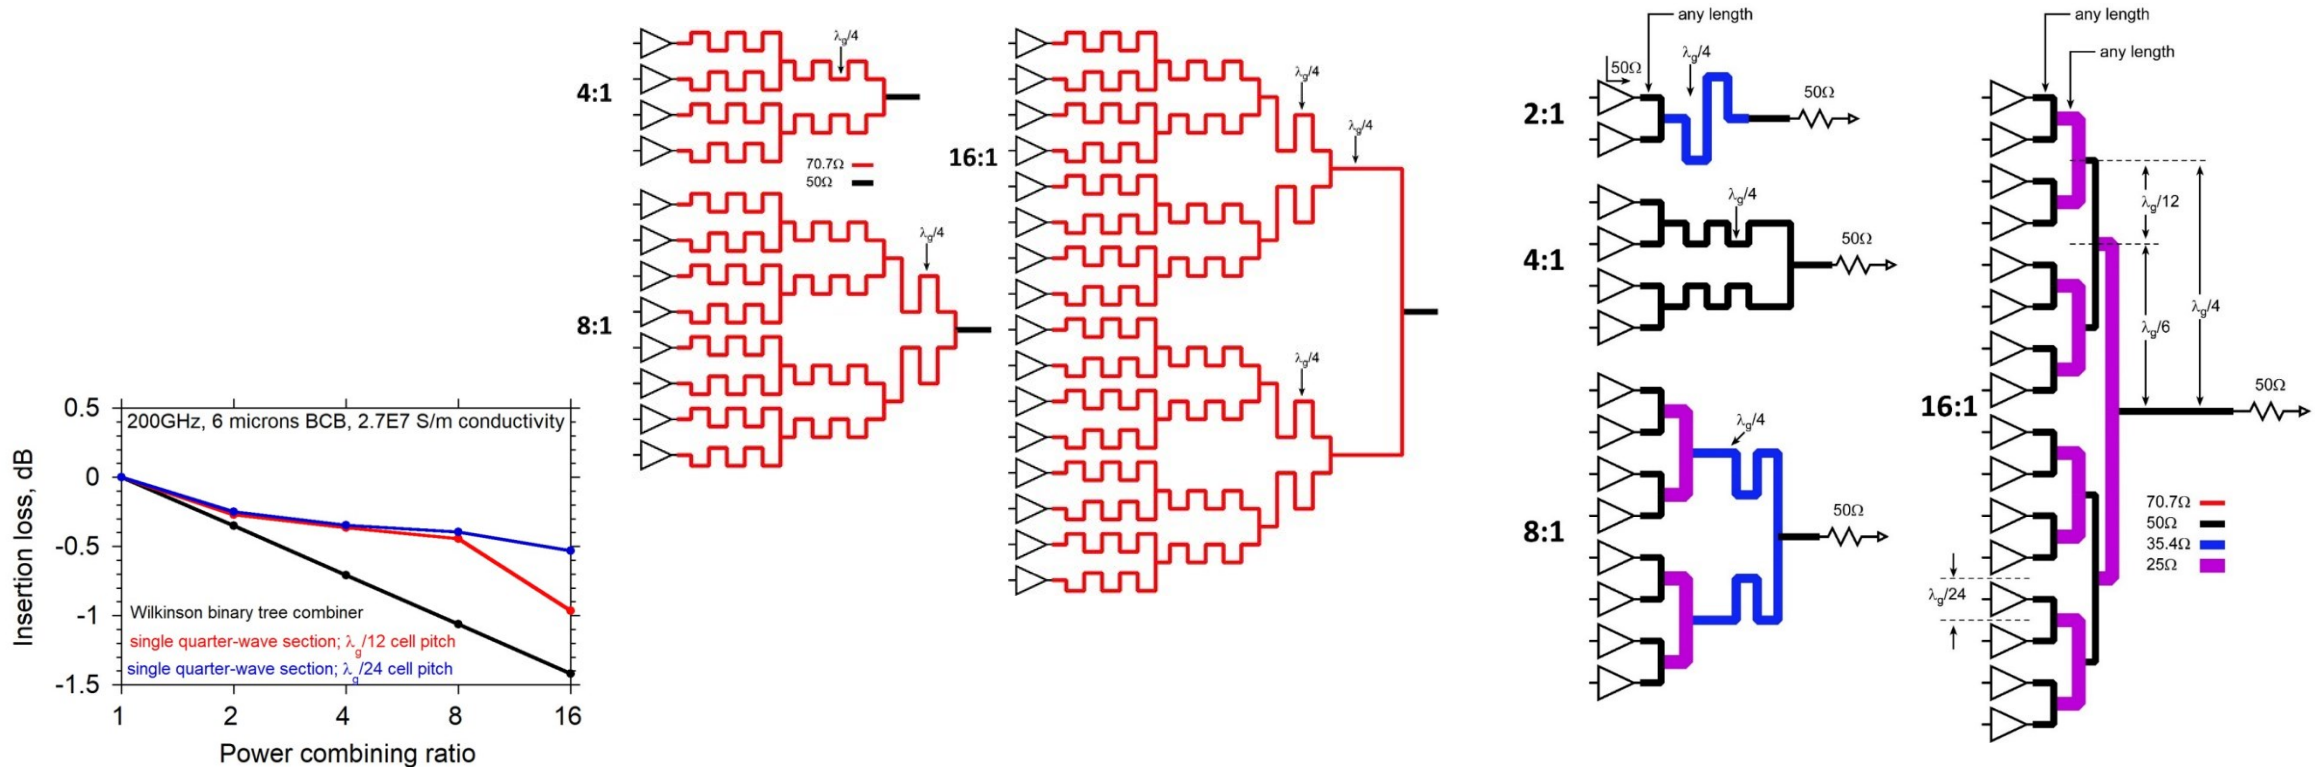 0.5
0
-0.5
-1
-1.5
Insertion loss, dB
200GHz, 6 microns BCB, 2.7E7 S/m conductivity
Wilkinson binary tree combiner
single quarter-wave section; λg/12 cell pitch
single quarter-wave section; λg/24 cell pitch
1 2 4 8 16
Power combining ratio
4:1
λg/4
70.7Ω
50Ω
8:1
λg/4
16:1
λg/4
λg/4
λg/4
2:1
50Ω
any length
λg/4
50Ω
4:1
λg/4
50Ω
8:1
λg/4
50Ω
16:1
any length
any length
λg/12
λg/6
λg/4
50Ω
λg/24
70.7Ω
50Ω
35.4Ω
25Ω